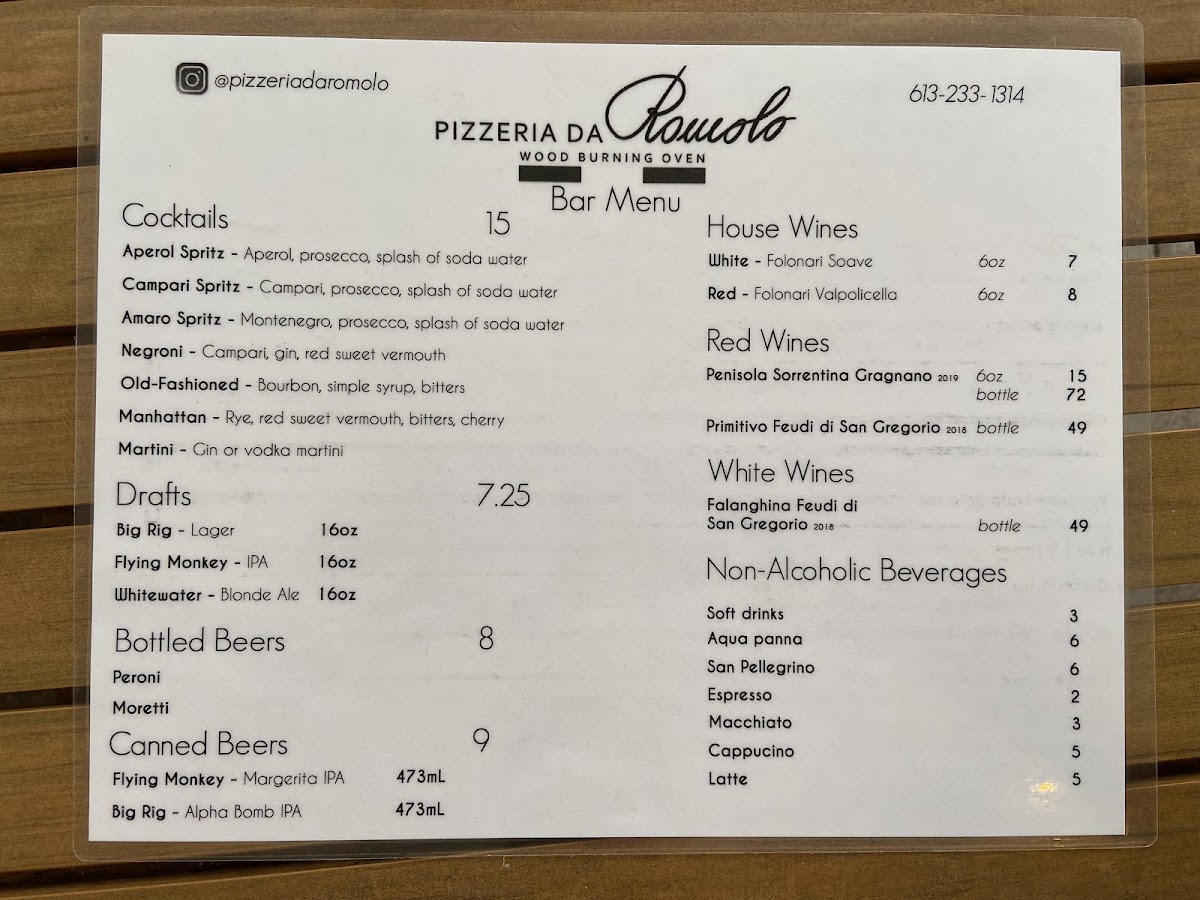 @pizzeriadaromolo
613-233-1314
PIZZERIA DA Romolo
WOOD BURNING OVEN
Bar Menu
Cocktails 15
Aperol Spritz - Aperol, prosecco, splash of soda water
Campari Spritz - Campari, prosecco, splash of soda water
Amaro Spritz - Montenegro, prosecco, splash of soda water
Negroni - Campari, gin, red sweet vermouth
Old-Fashioned - Bourbon, simple syrup, bitters
Manhattan - Rye, red sweet vermouth, bitters, cherry
Martini - Gin or vodka martini
Drafts 7.25
Big Rig - Lager 16oz
Flying Monkey - IPA 16oz
Whitewater - Blonde Ale 16oz
Bottled Beers 8
Peroni
Moretti
Canned Beers 9
Flying Monkey - Margerita IPA 473mL
Big Rig - Alpha Bomb IPA 473mL
House Wines
White - Folonari Soave 6oz 7
Red - Folonari Valpolicella 6oz 8
Red Wines
Penisola Sorrentina Gragnano 2019 6oz 15
bottle 72
Primitivo Feudi di San Gregorio 2018 bottle 49
White Wines
Falanghina Feudi di
San Gregorio 2018 bottle 49
Non-Alcoholic Beverages
Soft drinks 3
Aqua panna 6
San Pellegrino 6
Espresso 2
Macchiato 3
Cappucino 5
Latte 5